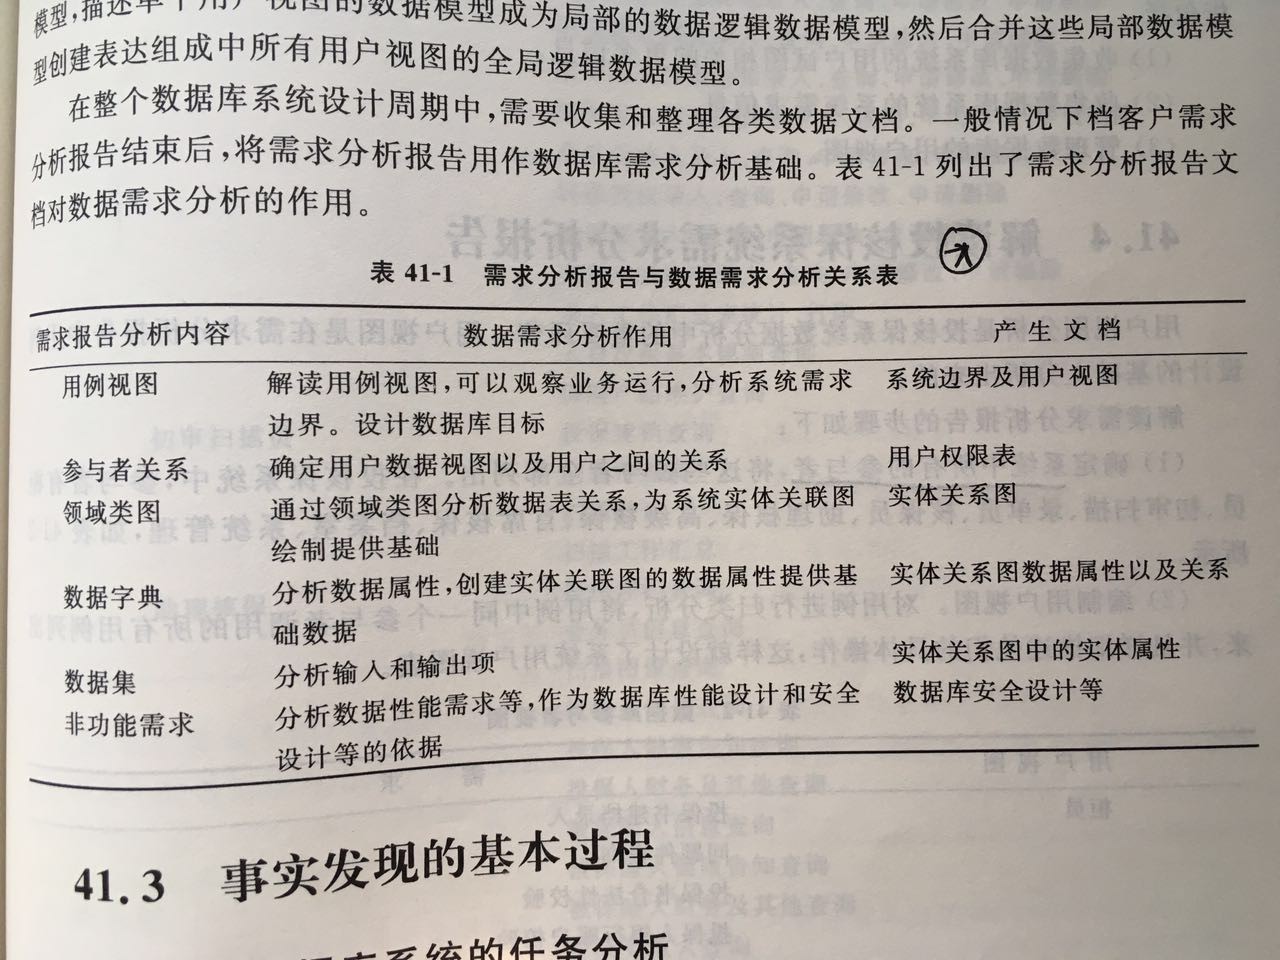 模型,描述单个用户视图的数据模型成为局部的数据逻辑数据模型,然后合并这些局部数据模
型创建表达组成中所有用户视图的全局逻辑数据模型。
在整个数据库系统设计周期中,需要收集和整理各类数据文档。一般情况下档客户需求
分析报告结束后,将需求分析报告用作数据库需求分析基础。表 41-1 列出了需求分析报告文
档对数据需求分析的作用。
表 41-1 需求分析报告与数据需求分析关系表
需求报告分析内容 数据需求分析作用 产生文档
用例视图 解读用例视图,可以观察业务运行,分析系统需求 系统边界及用户视图
边界。设计数据库目标
参与者关系 确定用户数据视图以及用户之间的关系 用户权限表
领域类图 通过领域类图分析数据表关系,为系统实体关联图 实体关系图
绘制提供基础
数据字典 分析数据属性,创建实体关联图的数据属性提供基 实体关系图数据属性以及关系
础数据
数据集 分析输入和输出项 实体关系图中的实体属性
非功能需求 分析数据性能需求等,作为数据库性能设计和安全 数据库安全设计等
设计等的依据
41.3 事实发现的基本过程
库系统的任务分析